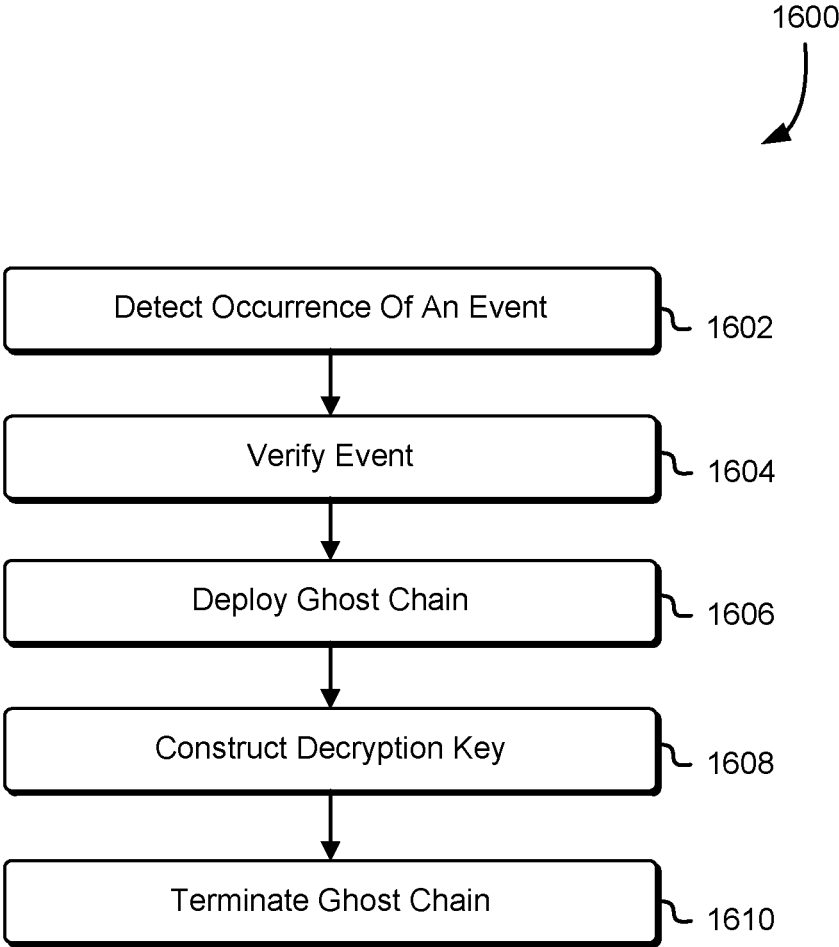 1600
Detect Occurrence Of An Event
1602
Verify Event
1604
Deploy Ghost Chain
1606
Construct Decryption Key
1608
Terminate Ghost Chain
1610